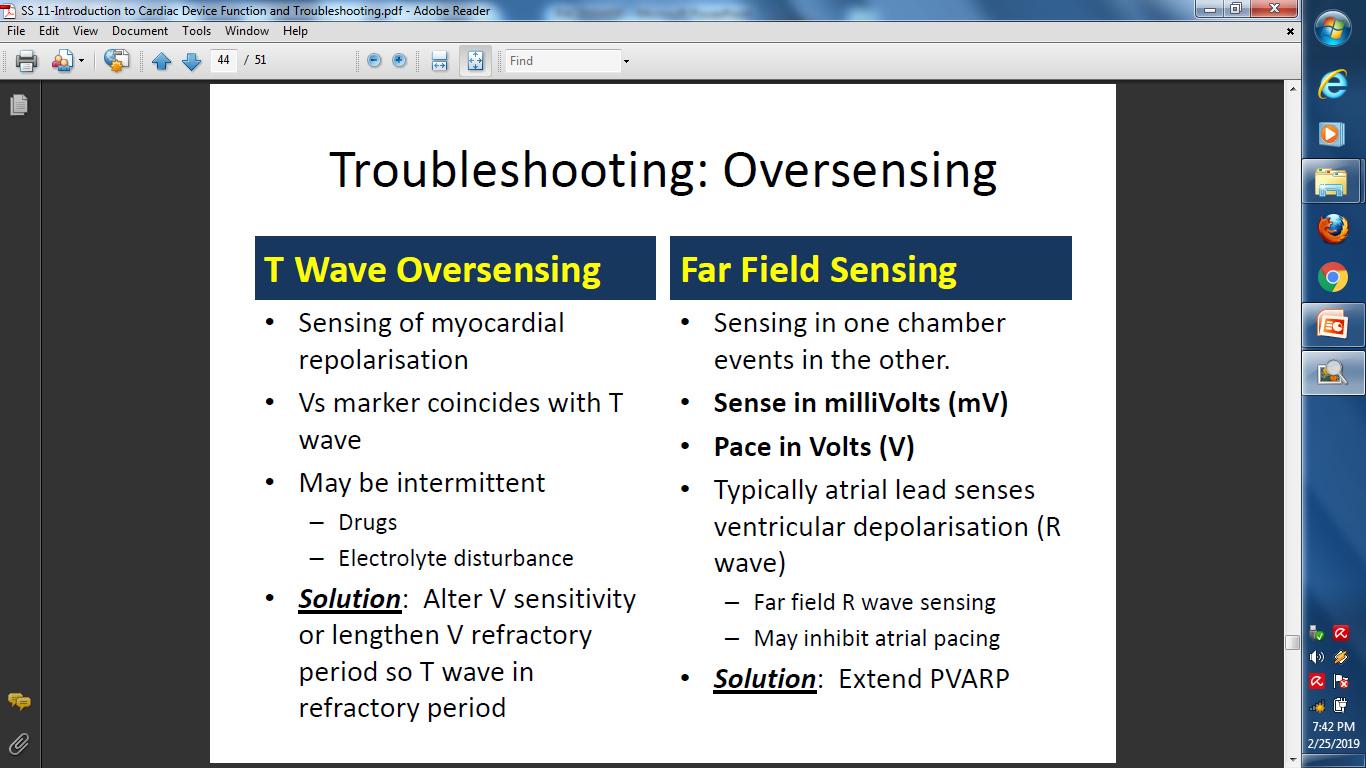 SS 11-Introduction to Cardiac Device Function and Troubleshooting.pdf - Adobe Reader
File Edit View Document Tools Window Help
44 / 51
Find
Troubleshooting: Oversensing
T Wave Oversensing
• Sensing of myocardial
repolarisation
• Vs marker coincides with T
wave
• May be intermittent
– Drugs
– Electrolyte disturbance
• Solution: Alter V sensitivity
or lengthen V refractory
period so T wave in
refractory period
Far Field Sensing
• Sensing in one chamber
events in the other.
• Sense in milliVolts (mV)
• Pace in Volts (V)
• Typically atrial lead senses
ventricular depolarisation (R
wave)
– Far field R wave sensing
– May inhibit atrial pacing
• Solution: Extend PVARP
7:42 PM
2/25/2019